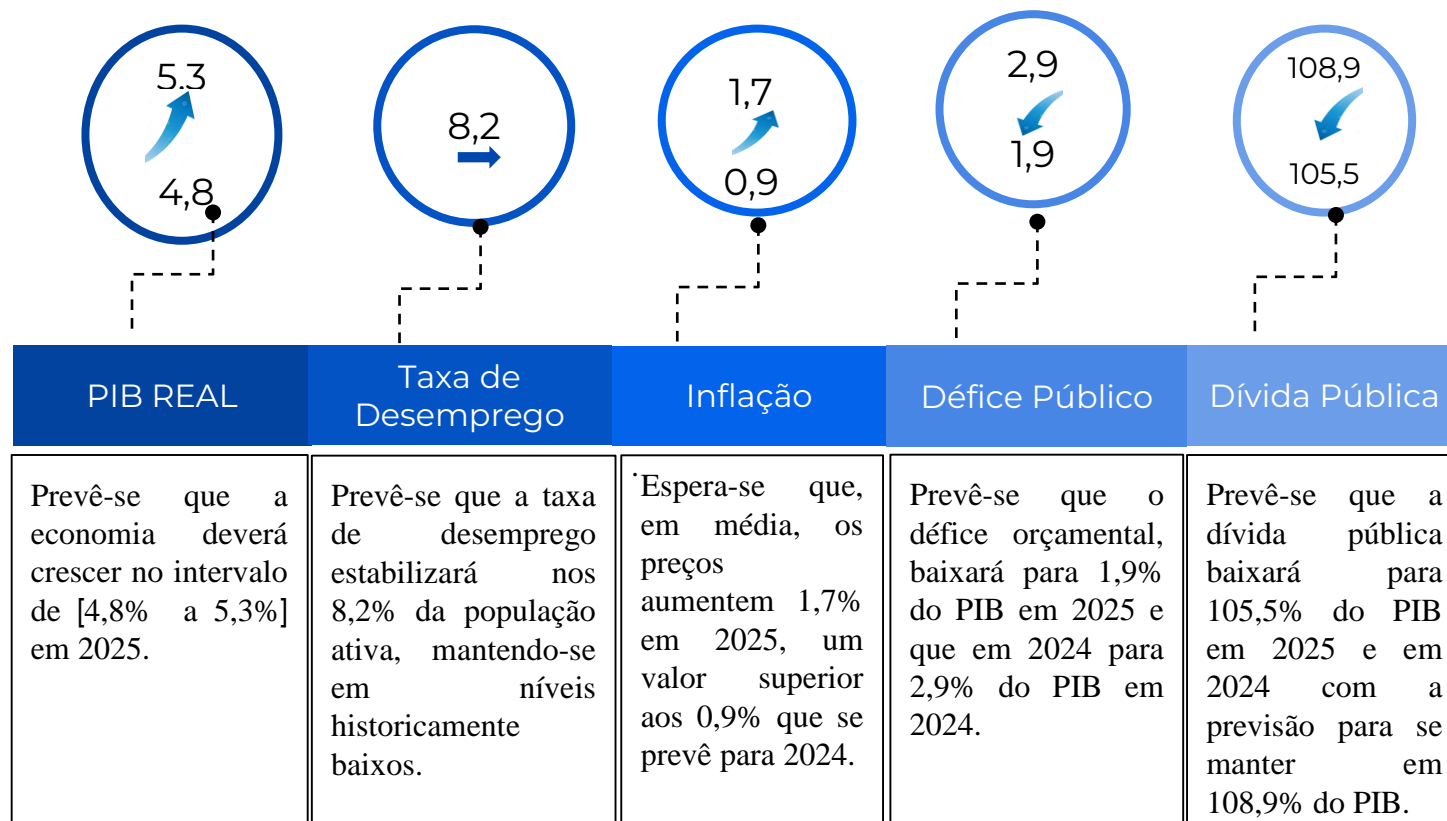 5.3
4,8
8,2
1,7
0,9
2,9
1,9
108,9
105,5
PIB REAL
Taxa de
Desemprego
Inflação
Défice Público
Dívida Pública
Prevê-se que a
economia deverá
crescer no intervalo
de [4,8% a 5,3%]
em 2025.
Prevê-se que a taxa
de desemprego
estabilizará nos
8,2% da população
ativa, mantendo-se
em níveis
historicamente
baixos.
Espera-se que,
em média, os
preços
aumentem 1,7%
em 2025, um
valor superior
aos 0,9% que se
prevê para 2024.
Prevê-se que o
défice orçamental,
baixará para 1,9%
do PIB em 2025 e
que em 2024 para
2,9% do PIB em
2024.
Prevê-se que a
dívida pública
baixará para
105,5% do PIB
em 2025 e em
2024 com a
previsão para se
manter em
108,9% do PIB.